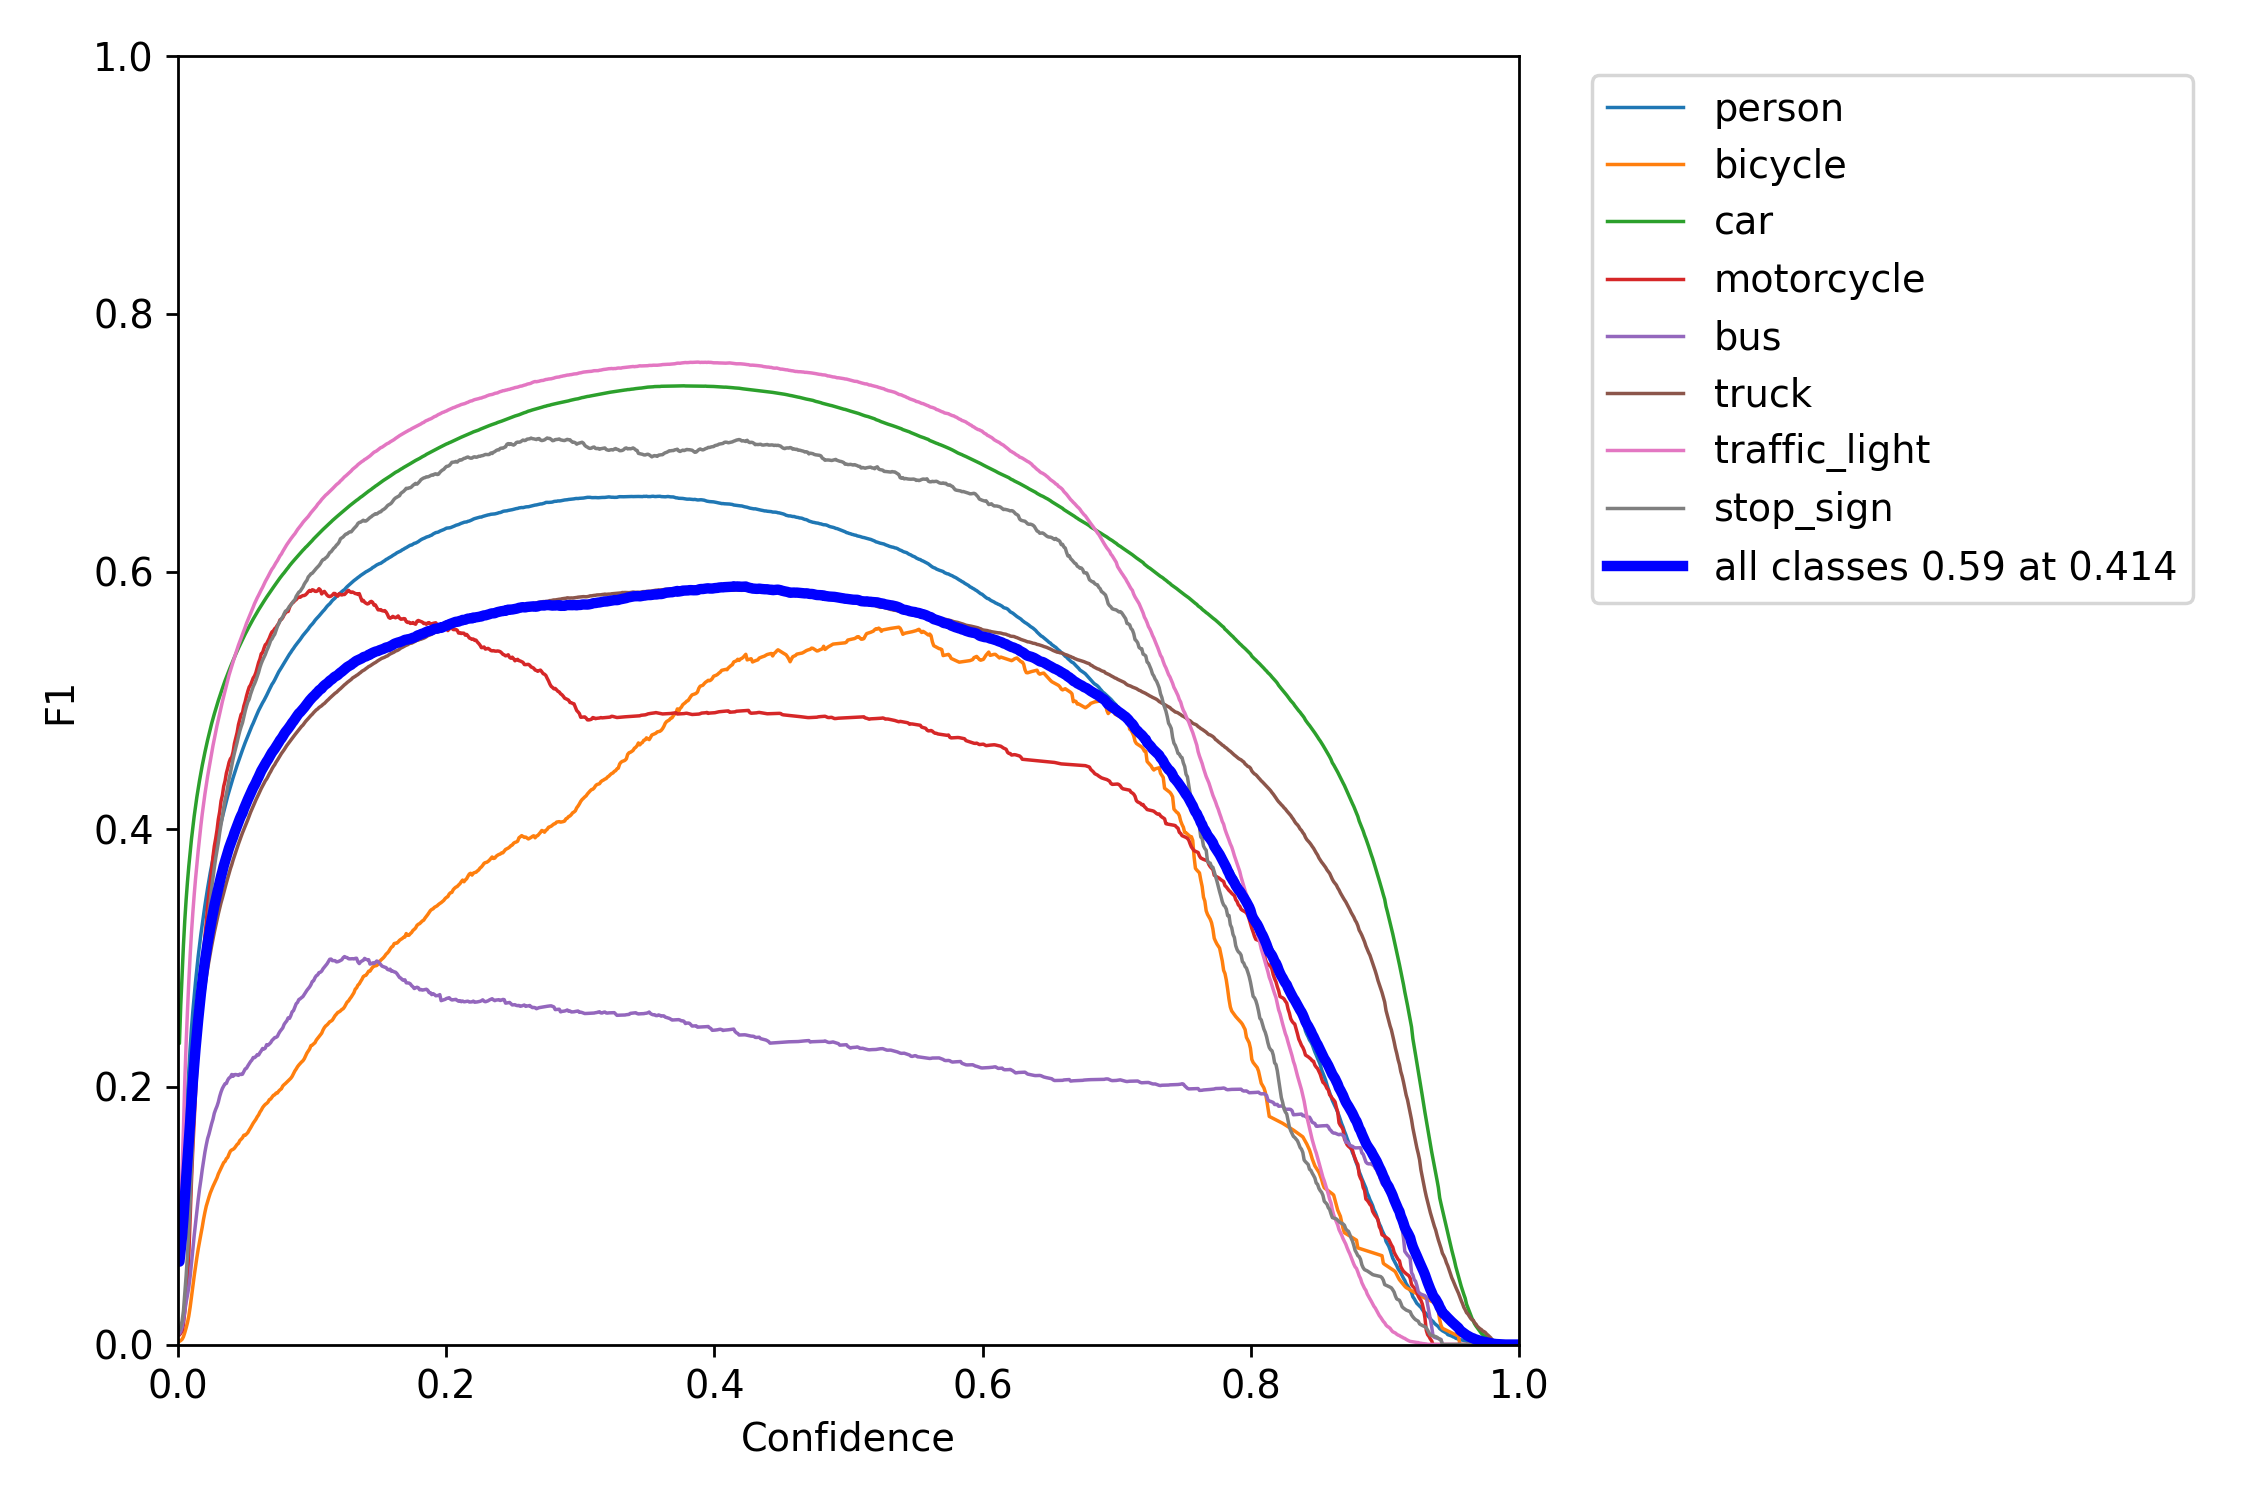 1.0
0.8
0.6
0.4
0.2
0.0
F1
0.0 0.2 0.4 0.6 0.8 1.0
Confidence
person
bicycle
car
motorcycle
bus
truck
traffic_light
stop_sign
all classes 0.59 at 0.414